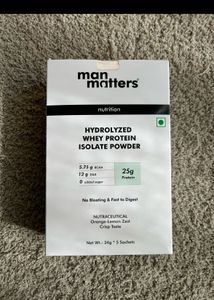 man
matters
nutrition
HYDROLYZED
WHEY PROTEIN
ISOLATE POWDER
5.75 g BCAA
12 g EAA
0 added sugar
25g
Protein
No Bloating & Fast to Digest
NUTRACEUTICAL
Orange-Lemon Zest
Crisp Taste
Net Wt.: 34g * 5 Sachets